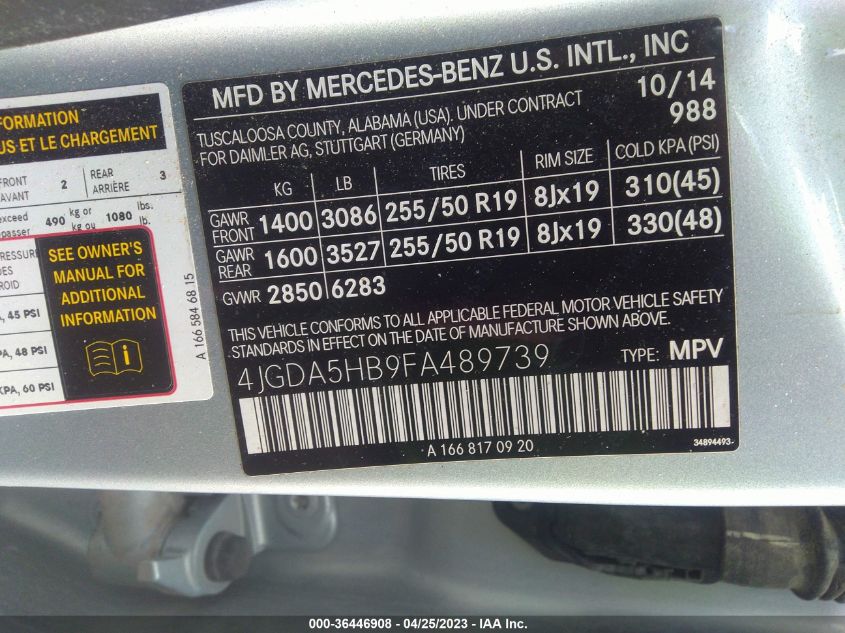 MFD BY MERCEDES-BENZ U.S. INTL., INC
10/14
TUSCALOOSA COUNTY, ALABAMA (USA). UNDER CONTRACT 988
FOR DAIMLER AG, STUTTGART (GERMANY)
KG LB TIRES RIM SIZE COLD KPA (PSI)
GAWR FRONT 1400 3086 255/50 R19 8Jx19 310(45)
GAWR REAR 1600 3527 255/50 R19 8Jx19 330(48)
GVWR 2850 6283
THIS VEHICLE CONFORMS TO ALL APPLICABLE FEDERAL MOTOR VEHICLE SAFETY
STANDARDS IN EFFECT ON THE DATE OF MANUFACTURE SHOWN ABOVE.
4JGDA5HB9FA489739 TYPE: MPV
A 166 817 09 20
34894493
US ET LE CHARGEMENT
FRONT 2 REAR 3
AVANT ARRIÈRE
490 kg or 1080 lbs.
kg ou lb.
SEE OWNER'S
MANUAL FOR
ADDITIONAL
INFORMATION
45 PSI
48 PSI
60 PSI
A 166 584 68 15
000-36446908 - 04/25/2023 - IAA Inc.